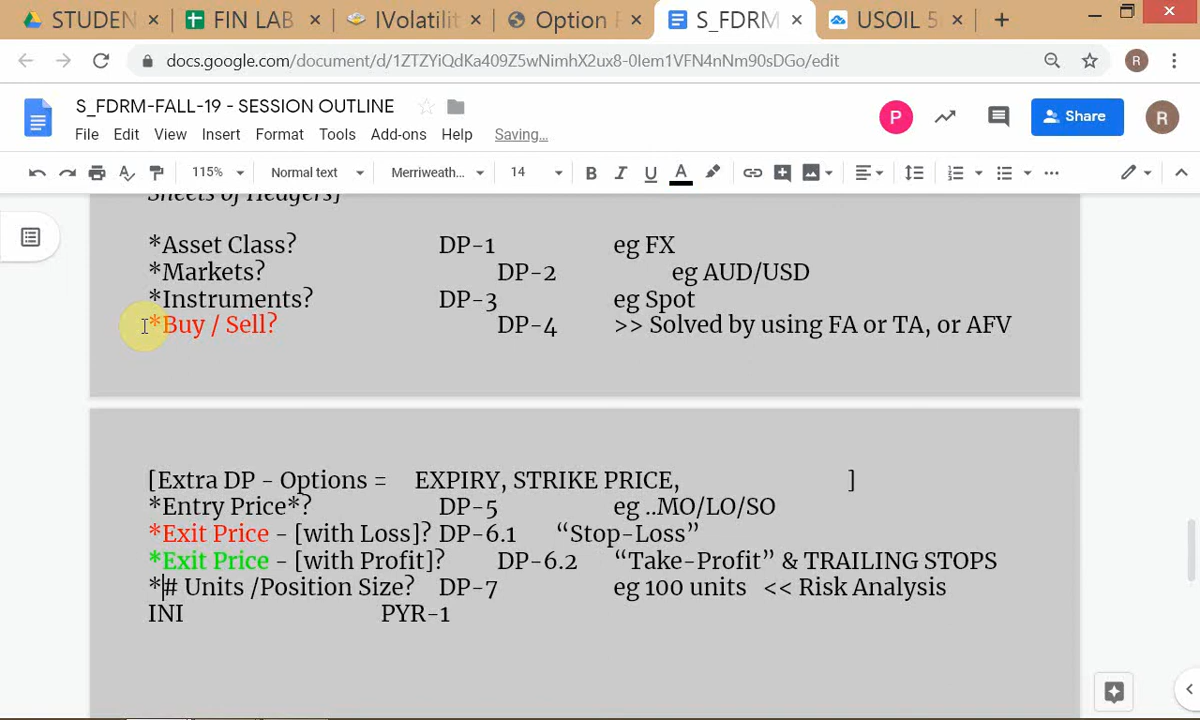 STUDEN
FIN LAB
IVolatilit
Option
S_FDRM
USOIL 5
docs.google.com/document/d/1ZTZYiQdKa409Z5wNimhX2ux8-0Iem1VFN4nNm90sDGo/edit
R
S_FDRM-FALL-19 - SESSION OUTLINE
P
Share
R
File Edit View Insert Format Tools Add-ons Help Saving...
115% Normal text Merriweath... 14 B I U A
Sheets of Hedgers]
*Asset Class? DP-1 eg FX
*Markets? DP-2 eg AUD/USD
*Instruments? DP-3 eg Spot
*Buy / Sell? DP-4 >> Solved by using FA or TA, or AFV
[Extra DP - Options = EXPIRY, STRIKE PRICE, ]
*Entry Price*? DP-5 eg ..MO/LO/SO
*Exit Price - [with Loss]? DP-6.1 “Stop-Loss”
*Exit Price - [with Profit]? DP-6.2 “Take-Profit” & TRAILING STOPS
*# Units /Position Size? DP-7 eg 100 units << Risk Analysis
INI PYR-1